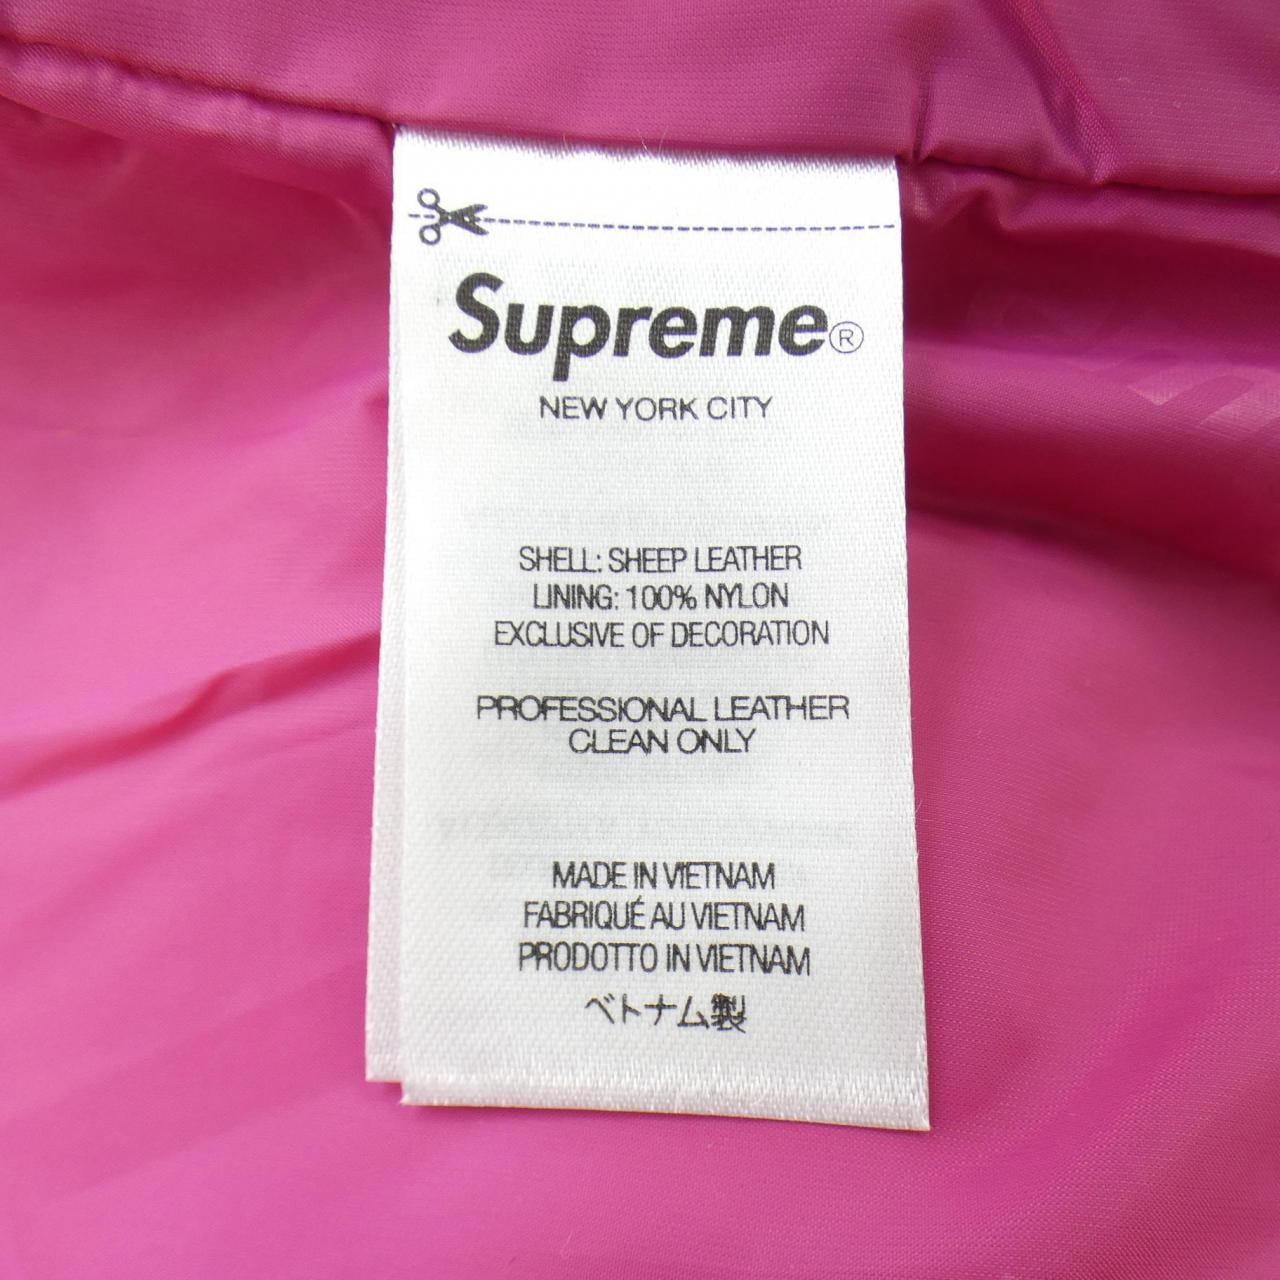 Supreme®
NEW YORK CITY
SHELL: SHEEP LEATHER
LINING: 100% NYLON
EXCLUSIVE OF DECORATION
PROFESSIONAL LEATHER
CLEAN ONLY
MADE IN VIETNAM
FABRIQUÉ AU VIETNAM
PRODOTTO IN VIETNAM
ベトナム製